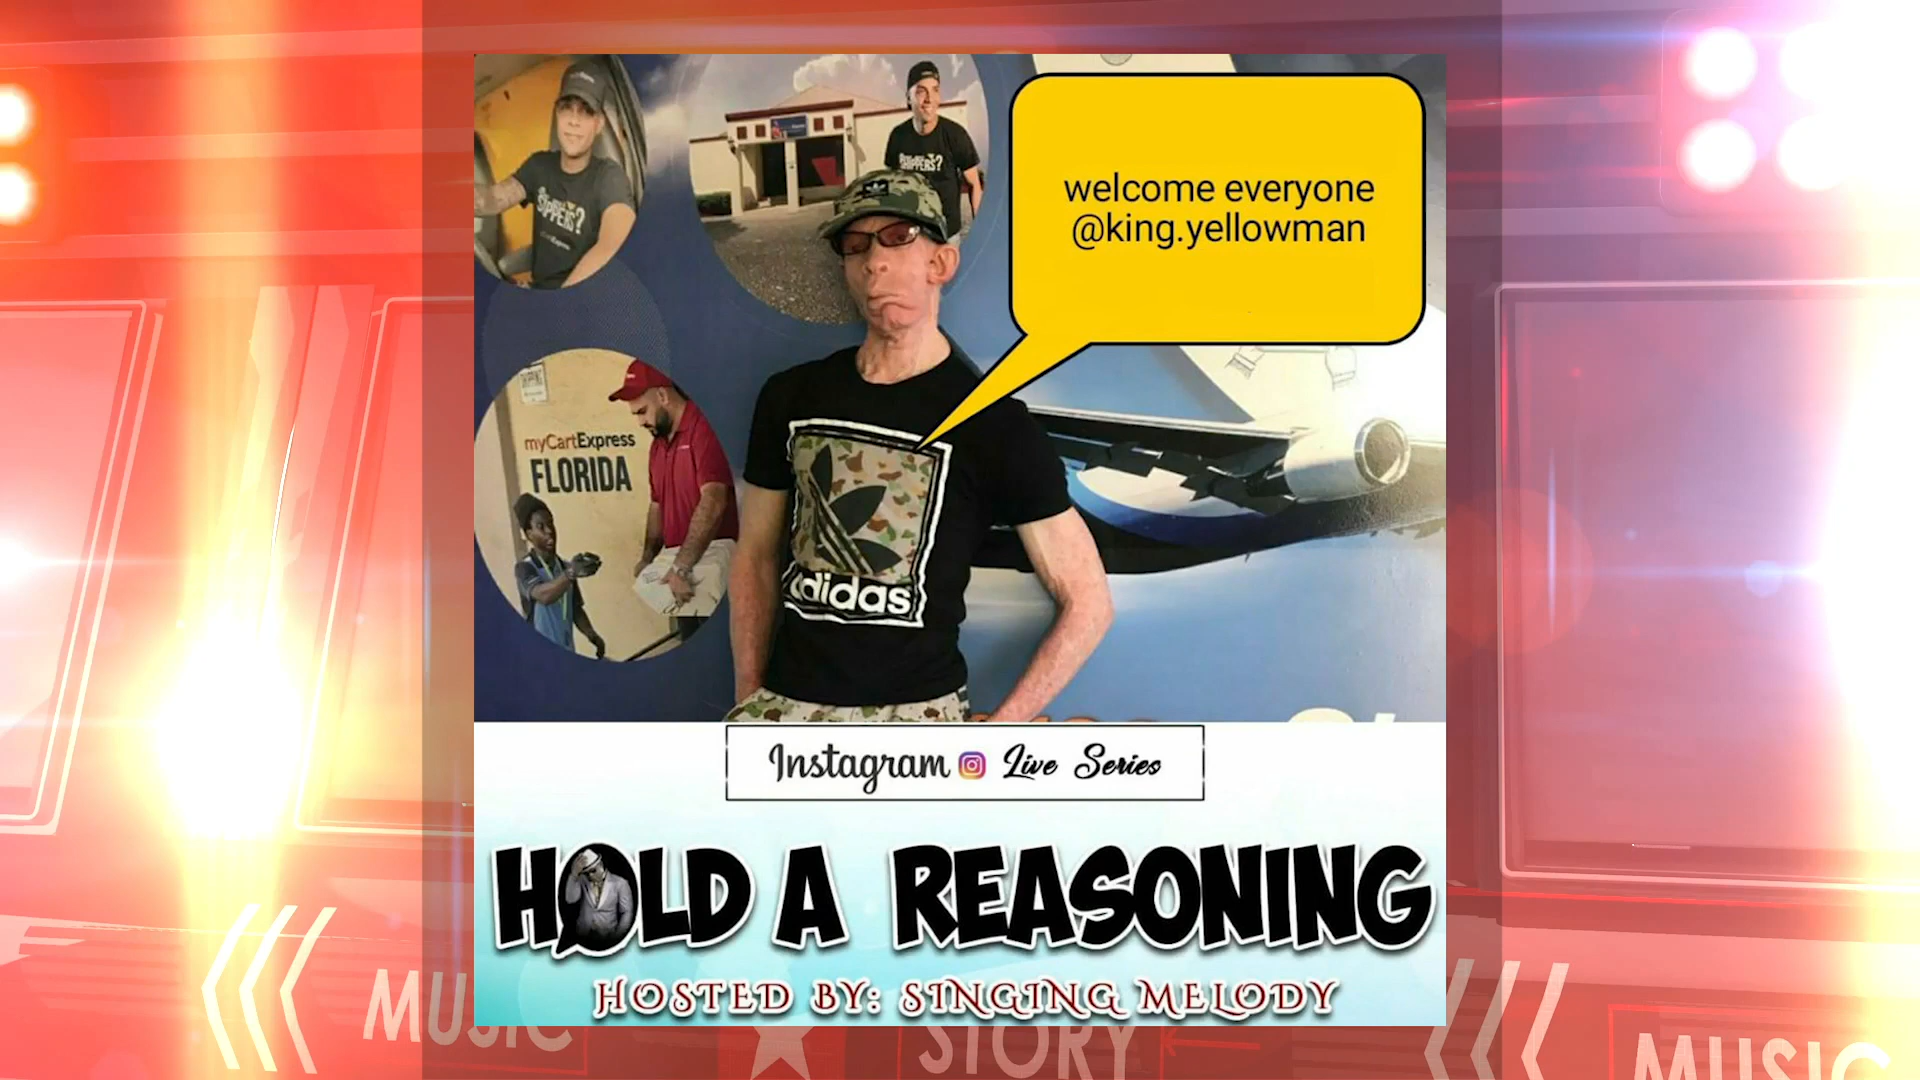 welcome everyone
@king.yellowman
SHIPPERS?
myCartExpress
FLORIDA
adidas
Instagram Live Series
HOLD A REASONING
HOSTED BY: SINGING MELODY
MUSIC
STORY
MUSIC